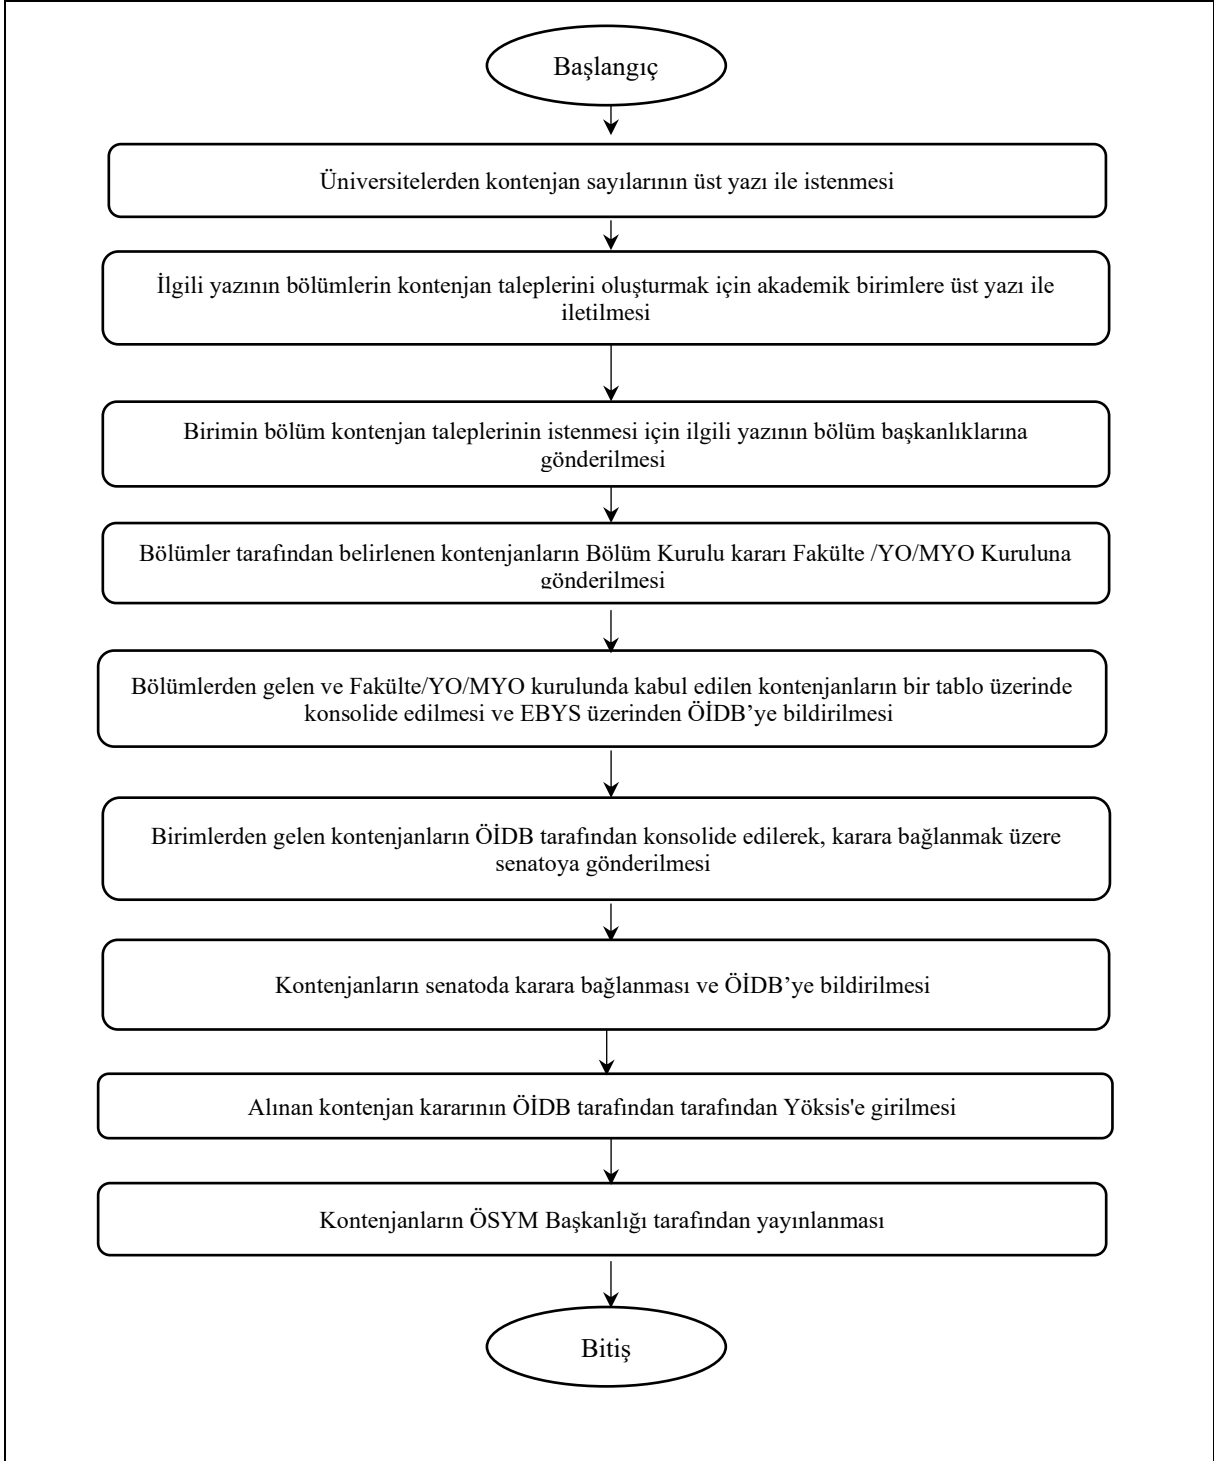 Başlangıç
Üniversitelerden kontenjan sayılarının üst yazı ile istenmesi
İlgili yazının bölümlerin kontenjan taleplerini oluşturmak için akademik birimlere üst yazı ile
iletilmesi
Birimin bölüm kontenjan taleplerinin istenmesi için ilgili yazının bölüm başkanlıklarına
gönderilmesi
Bölümler tarafından belirlenen kontenjanların Bölüm Kurulu kararı Fakülte /YO/MYO Kuruluna
gönderilmesi
Bölümlerden gelen ve Fakülte/YO/MYO kurulunda kabul edilen kontenjanların bir tablo üzerinde
konsolide edilmesi ve EBYS üzerinden ÖİDB’ye bildirilmesi
Birimlerden gelen kontenjanların ÖİDB tarafından konsolide edilerek, karara bağlanmak üzere
senatoya gönderilmesi
Kontenjanların senatoda karara bağlanması ve ÖİDB’ye bildirilmesi
Alınan kontenjan kararının ÖİDB tarafından tarafından Yöksis'e girilmesi
Kontenjanların ÖSYM Başkanlığı tarafından yayınlanması
Bitiş